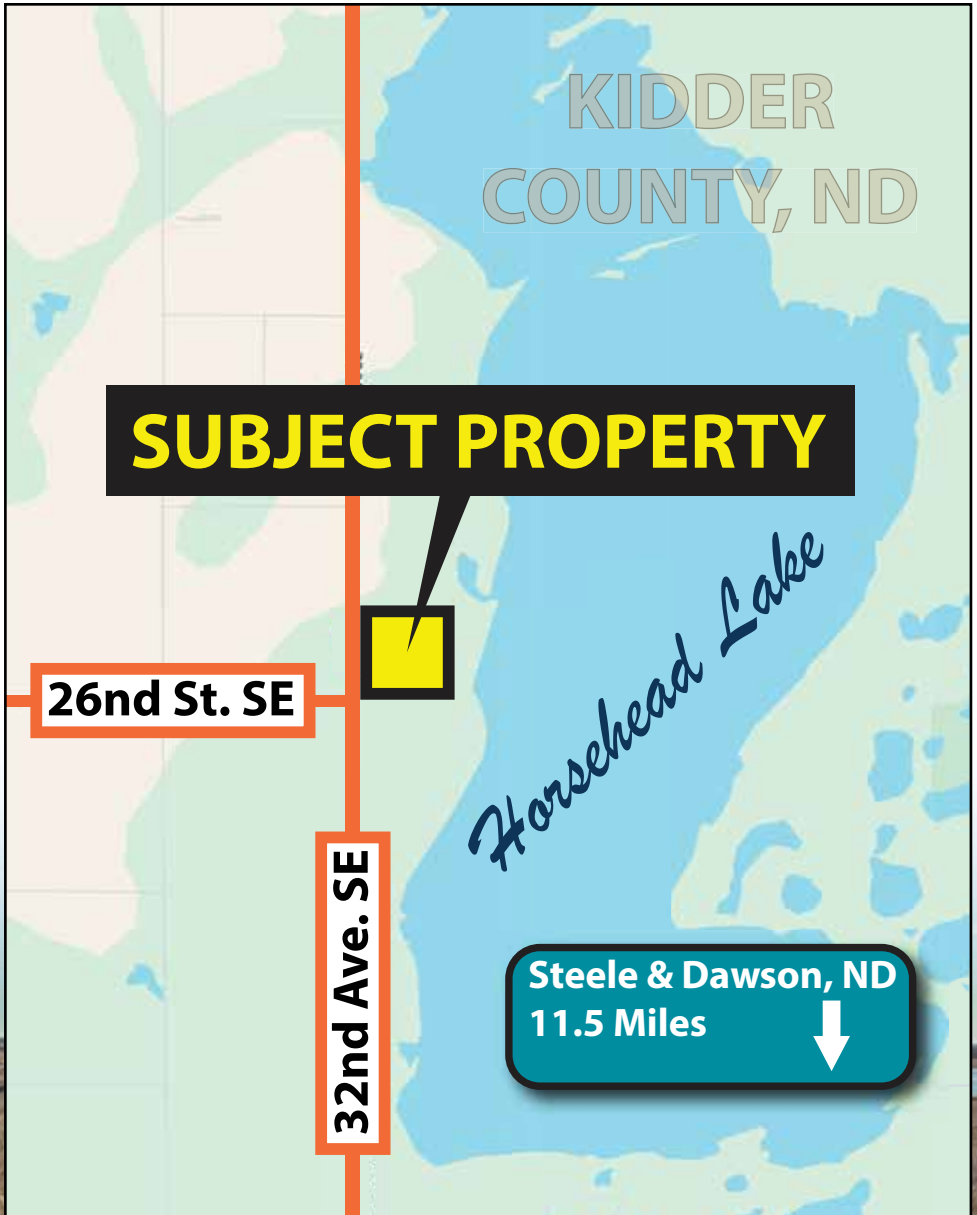 KIDDER
COUNTY, ND
SUBJECT PROPERTY
Horsehead Lake
26nd St. SE
32nd Ave. SE
Steele & Dawson, ND
11.5 Miles